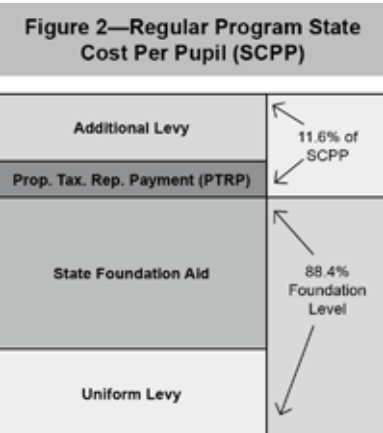 Figure 2—Regular Program State
Cost Per Pupil (SCPP)
Additional Levy
11.6% of
SCPP
Prop. Tax. Rep. Payment (PTRP)
State Foundation Aid
88.4%
Foundation
Level
Uniform Levy